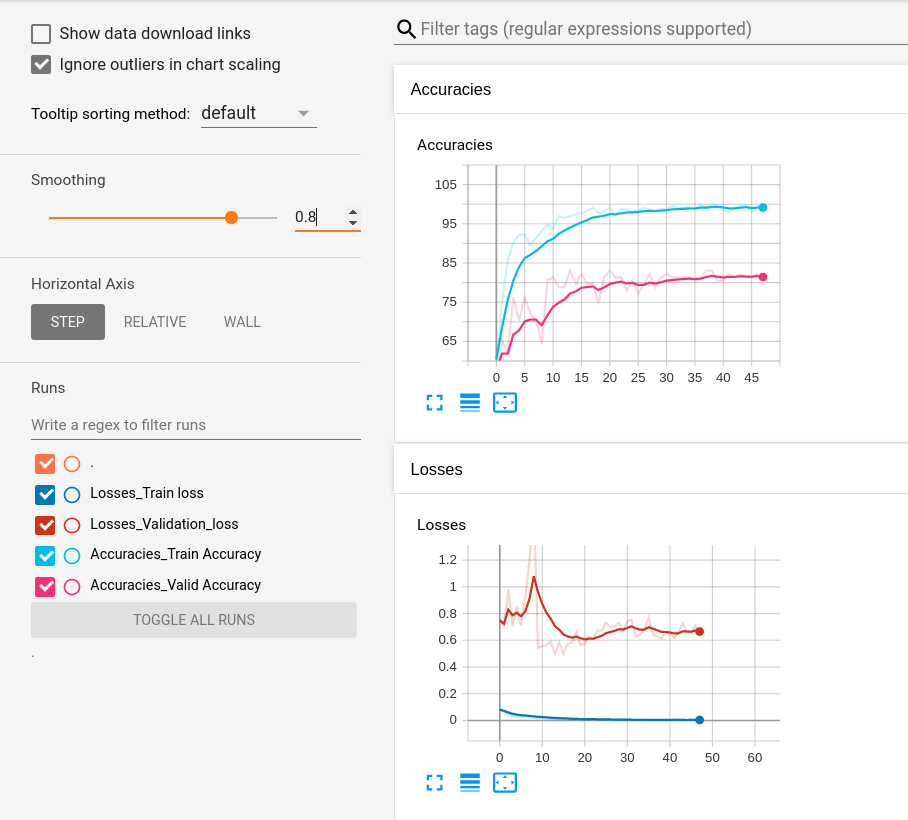 Show data download links
Ignore outliers in chart scaling
Tooltip sorting method: default
Smoothing
0.8
Horizontal Axis
STEP RELATIVE WALL
Runs
Write a regex to filter runs
.
Losses_Train loss
Losses_Validation_loss
Accuracies_Train Accuracy
Accuracies_Valid Accuracy
TOGGLE ALL RUNS
.
Filter tags (regular expressions supported)
Accuracies
Accuracies
105
95
85
75
65
0 5 10 15 20 25 30 35 40 45
Losses
Losses
1.2
1
0.8
0.6
0.4
0.2
0
0 10 20 30 40 50 60